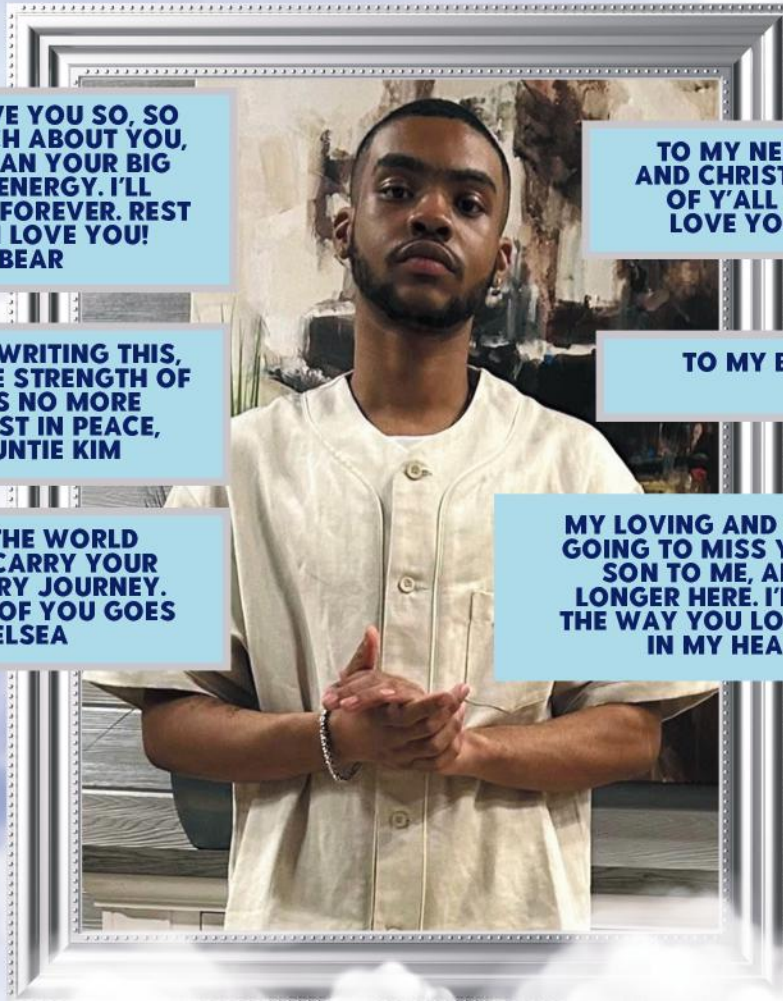 VE YOU SO, SO
H ABOUT YOU,
AN YOUR BIG
ENERGY. I'LL
FOREVER. REST
LOVE YOU!
BEAR
WRITING THIS,
E STRENGTH OF
S NO MORE
ST IN PEACE,
UNTIE KIM
THE WORLD
CARRY YOUR
RY JOURNEY.
OF YOU GOES
ELSEA
TO MY NE
AND CHRIST
OF Y'ALL
LOVE YO
TO MY B
MY LOVING AND
GOING TO MISS Y
SON TO ME, A
LONGER HERE. I'
THE WAY YOU LO
IN MY HEA